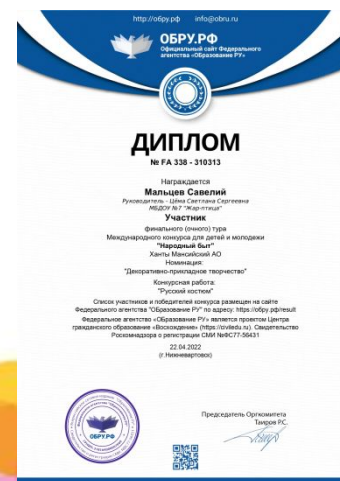 http://обру.рф info@obru.ru
ОБРУ.РФ
Официальный сайт Федерального
агентства «Образование РУ»
ДИПЛОМ
№ FA 338 - 310313
Награждается
Мальцев Савелий
Руководитель - Цёма Светлана Сергеевна
МБДОУ №7 "Жар-птица"
Участник
финального (очного) тура
Международного конкурса для детей и молодежи
"Народный быт"
Ханты Мансийский АО
Номинация:
"Декоративно-прикладное творчество"
Конкурсная работа:
"Русский костюм"
Список участников и победителей конкурса размещен на сайте
Федерального агентства "Образование РУ" по адресу: https://обру.рф/result
Федеральное агентство «Образование РУ» является проектом Центра
гражданского образование «Восхождение» (https://civiledu.ru). Свидетельство
Роскомнадзора о регистрации СМИ №ФС77-56431
22.04.2022
(г.Нижневартовск)
Председатель Оргкомитета
Таиров Р.С.
ОБРУ.РФ